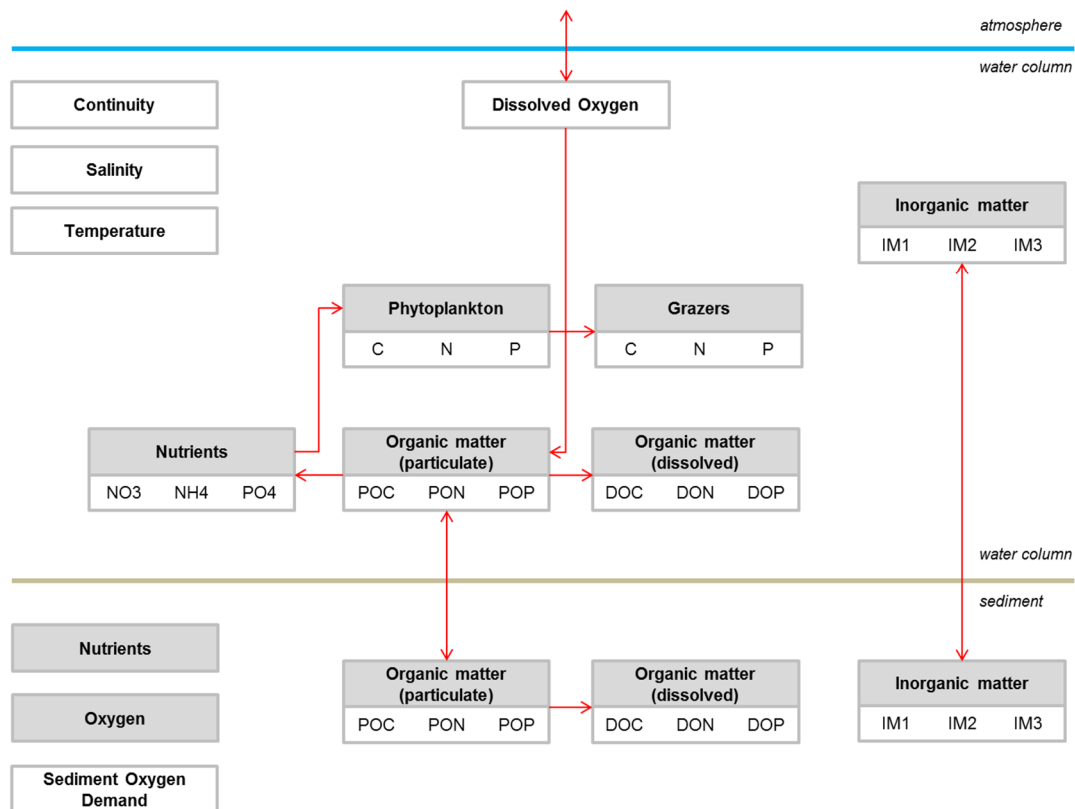 atmosphere
water column
Continuity
Dissolved Oxygen
Salinity
Temperature
Inorganic matter
IM1 IM2 IM3
Phytoplankton
C N P
Grazers
C N P
Nutrients
NO3 NH4 PO4
Organic matter
(particulate)
POC PON POP
Organic matter
(dissolved)
DOC DON DOP
water column
sediment
Nutrients
Organic matter
(particulate)
POC PON POP
Organic matter
(dissolved)
DOC DON DOP
Inorganic matter
IM1 IM2 IM3
Oxygen
Sediment Oxygen
Demand